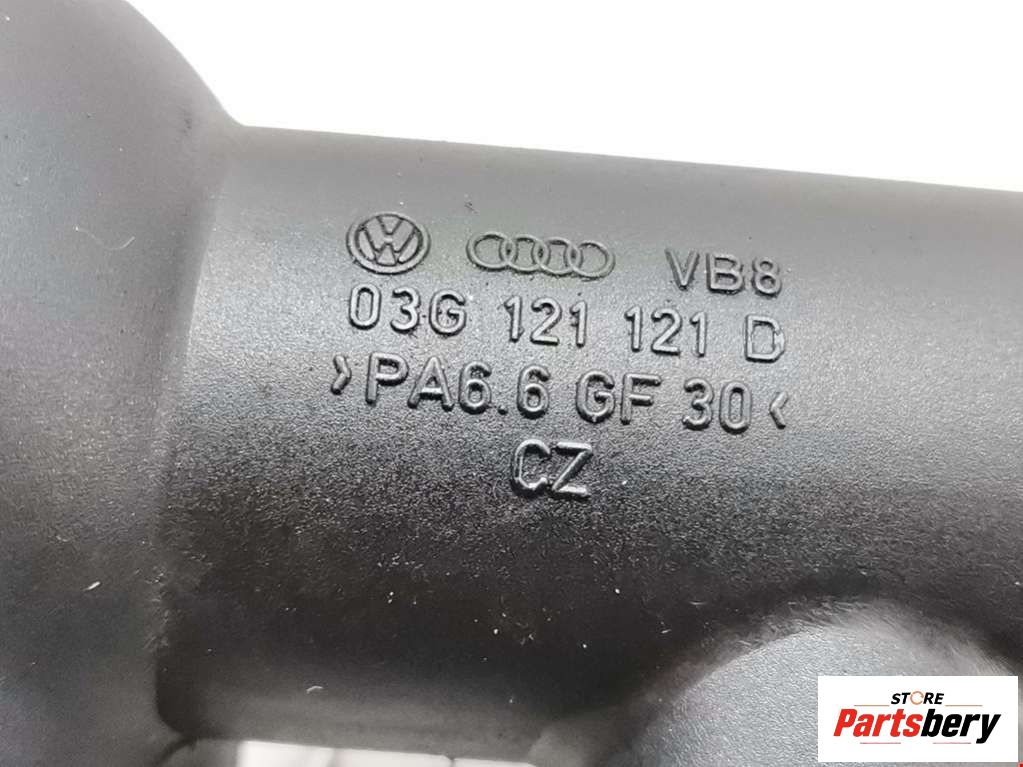 VB8
03G 121 121 D
>PA6.6 GF 30<
CZ
STORE
Partsbery